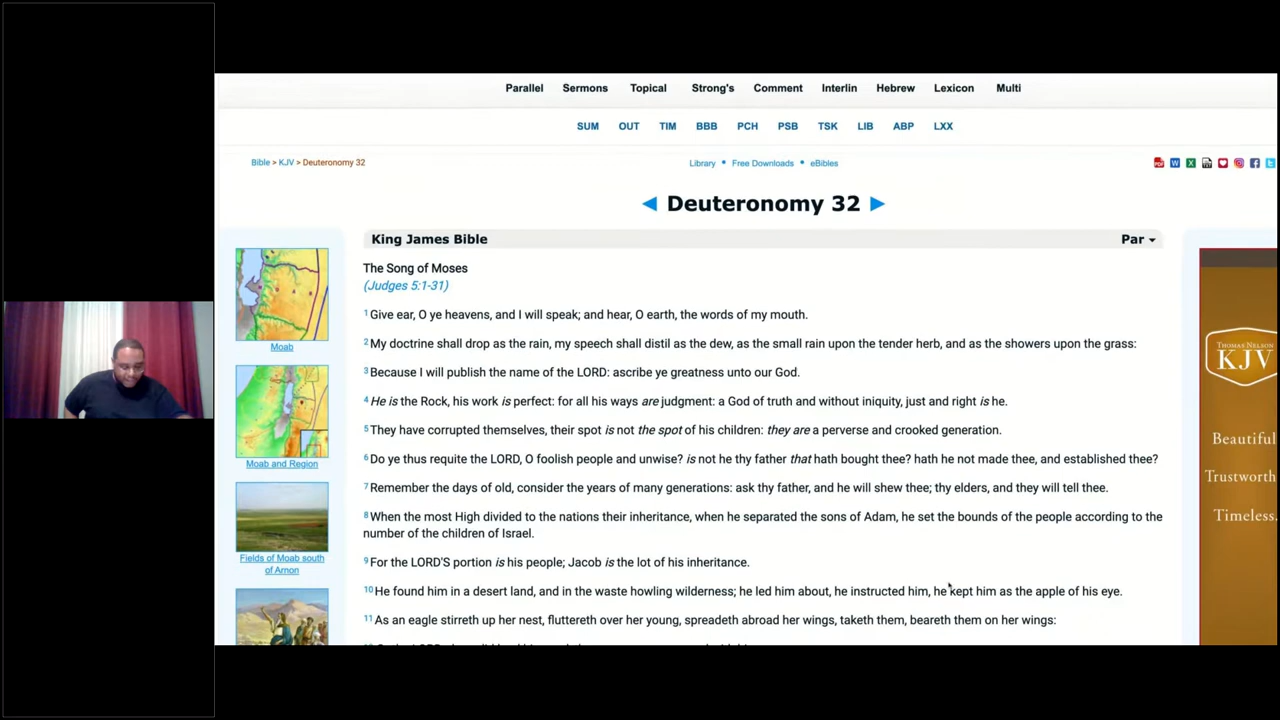 Parallel Sermons Topical Strong's Comment Interlin Hebrew Lexicon Multi
SUM OUT TIM BBB PCH PSB TSK LIB ABP LXX
Bible > KJV > Deuteronomy 32
Library • Free Downloads • eBibles
◄ Deuteronomy 32 ►
King James Bible
Par
The Song of Moses
(Judges 5:1-31)
1 Give ear, O ye heavens, and I will speak; and hear, O earth, the words of my mouth.
2 My doctrine shall drop as the rain, my speech shall distil as the dew, as the small rain upon the tender herb, and as the showers upon the grass:
3 Because I will publish the name of the LORD: ascribe ye greatness unto our God.
4 He is the Rock, his work is perfect: for all his ways are judgment: a God of truth and without iniquity, just and right is he.
5 They have corrupted themselves, their spot is not the spot of his children: they are a perverse and crooked generation.
6 Do ye thus requite the LORD, O foolish people and unwise? is not he thy father that hath bought thee? hath he not made thee, and established thee?
7 Remember the days of old, consider the years of many generations: ask thy father, and he will shew thee; thy elders, and they will tell thee.
8 When the most High divided to the nations their inheritance, when he separated the sons of Adam, he set the bounds of the people according to the
number of the children of Israel.
9 For the LORD'S portion is his people; Jacob is the lot of his inheritance.
10 He found him in a desert land, and in the waste howling wilderness; he led him about, he instructed him, he kept him as the apple of his eye.
11 As an eagle stirreth up her nest, fluttereth over her young, spreadeth abroad her wings, taketh them, beareth them on her wings:
Moab
Moab and Region
Fields of Moab south
of Arnon
THOMAS NELSON
KJV
Beautiful
Trustworth
Timeless.